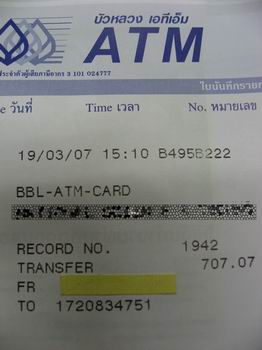 บัวหลวง เอทีเอ็ม
ATM
ประจำตัวผู้เสียภาษีอากร 3 101 024777
ใบบันทึกราย
e วันที่ Time เวลา No. หมายเลข
19/03/07 15:10 B495B222
BBL-ATM-CARD
RECORD NO. 1942
TRANSFER 707.07
FR
TO 1720834751